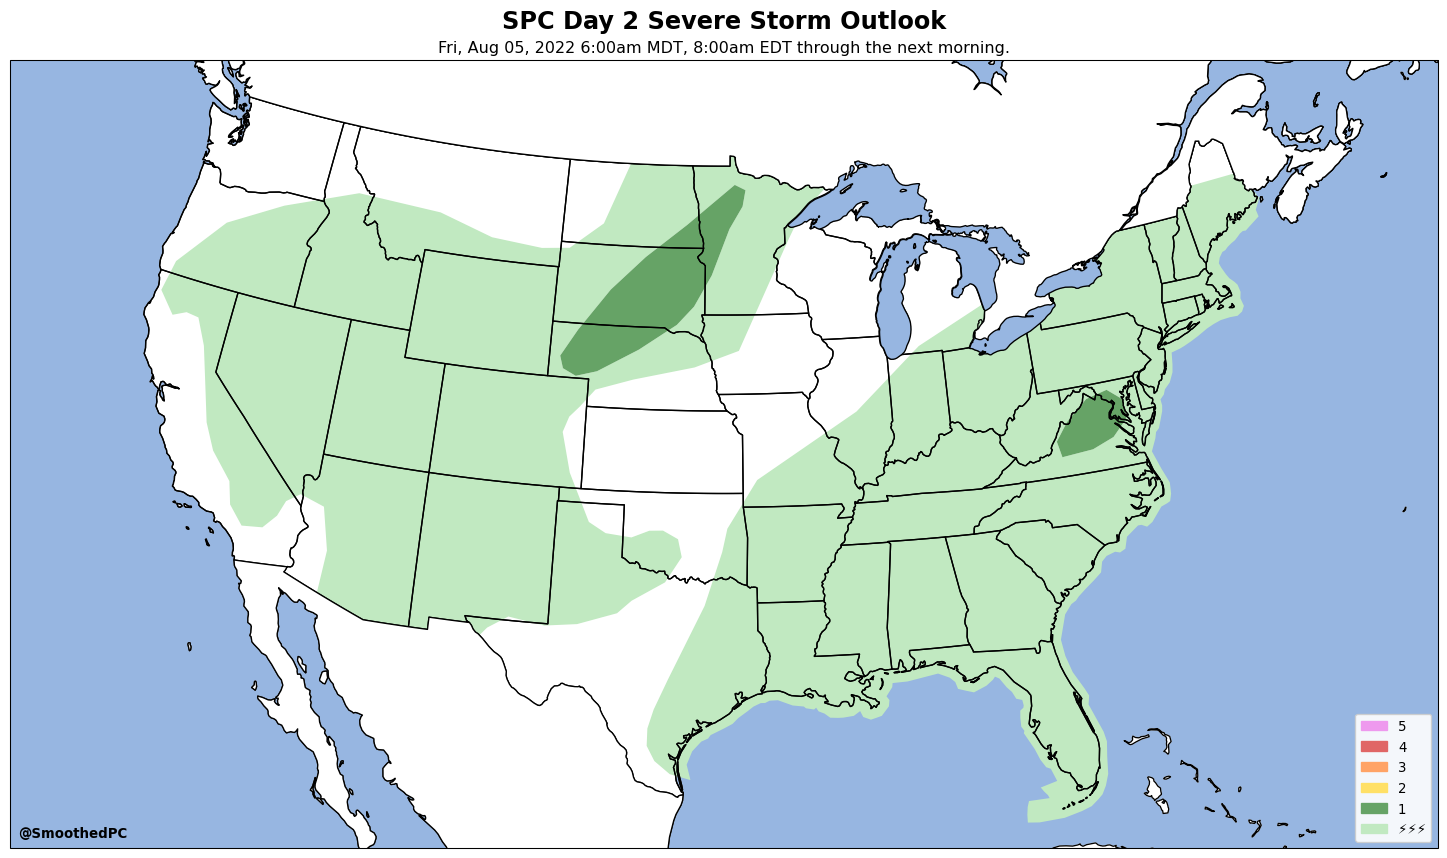 SPC Day 2 Severe Storm Outlook
Fri, Aug 05, 2022 6:00am MDT, 8:00am EDT through the next morning.
5
4
3
2
1
⚡⚡⚡
@SmoothedPC